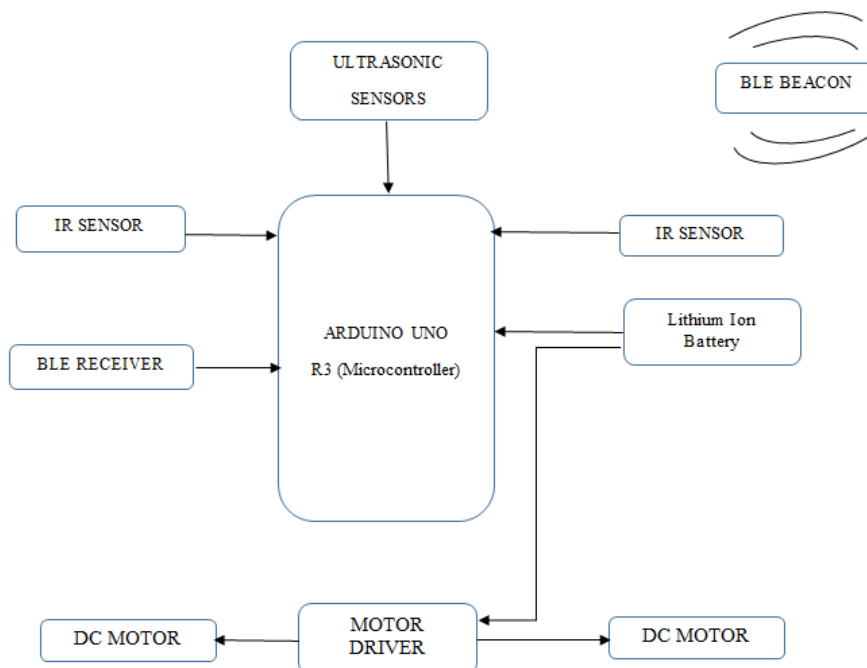 ULTRASONIC
SENSORS
BLE BEACON
IR SENSOR
IR SENSOR
ARDUINO UNO
R3 (Microcontroller)
Lithium Ion
Battery
BLE RECEIVER
DC MOTOR
MOTOR
DRIVER
DC MOTOR